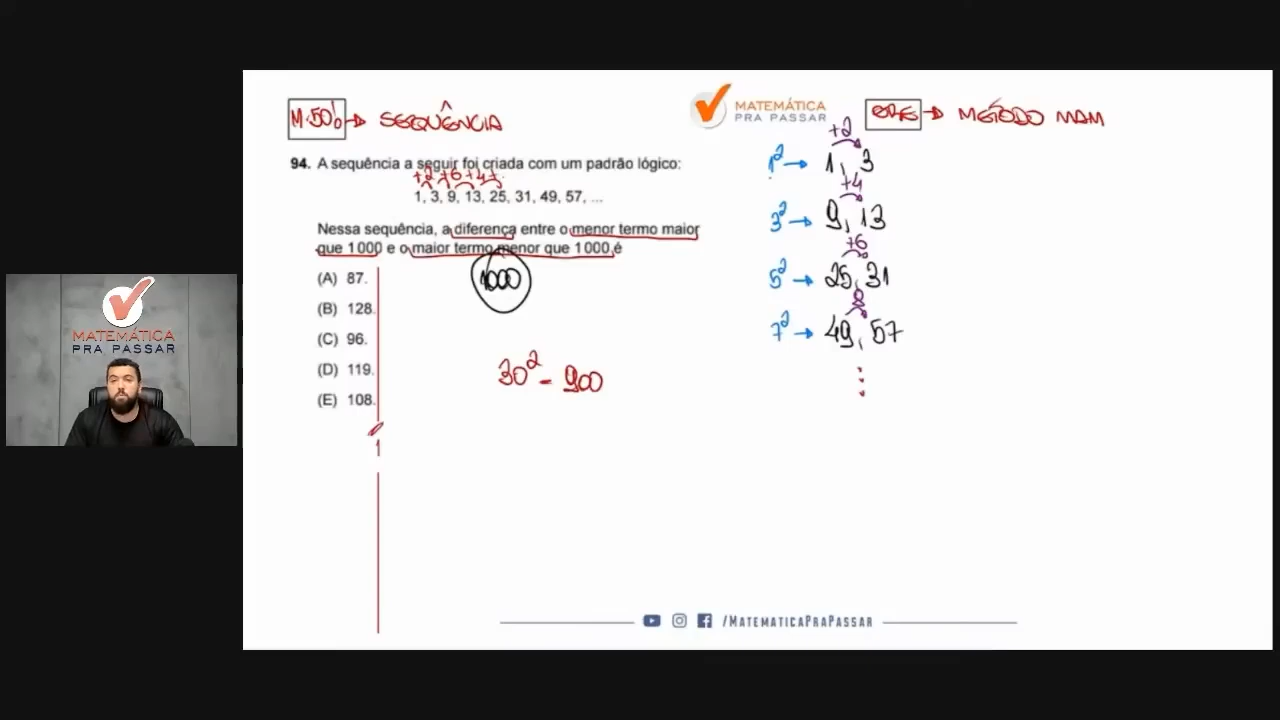 M.50% → SEQUÊNCIA
MATEMÁTICA
PRA PASSAR
→ MÉTODO MPM
94. A sequência a seguir foi criada com um padrão lógico:
+2 +6 +4 +
1, 3, 9, 13, 25, 31, 49, 57, ...
Nessa sequência, a diferença entre o menor termo maior
que 1000 e o maior termo menor que 1000 é
(A) 87.
(B) 128.
(C) 96.
(D) 119.
(E) 108.
1000
30² - 900
1
+2
1² → 1, 3
+4
3² → 9, 13
+6
5² → 25, 31
8
7² → 49, 57
MATEMÁTICA
PRA PASSAR
/MATEMATICAPRAPASSAR